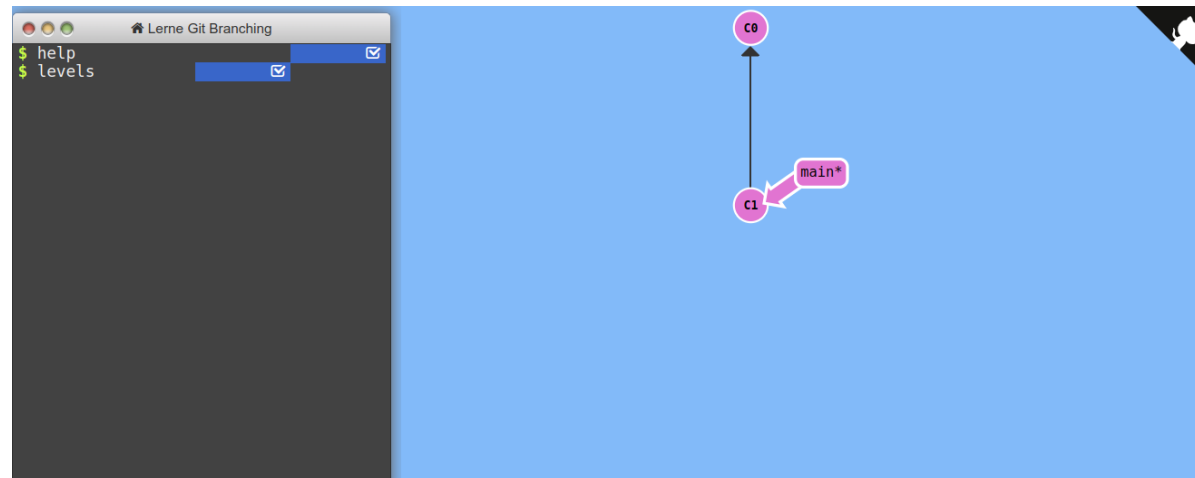 Lerne Git Branching
$ help
$ levels
C0
main*
C1